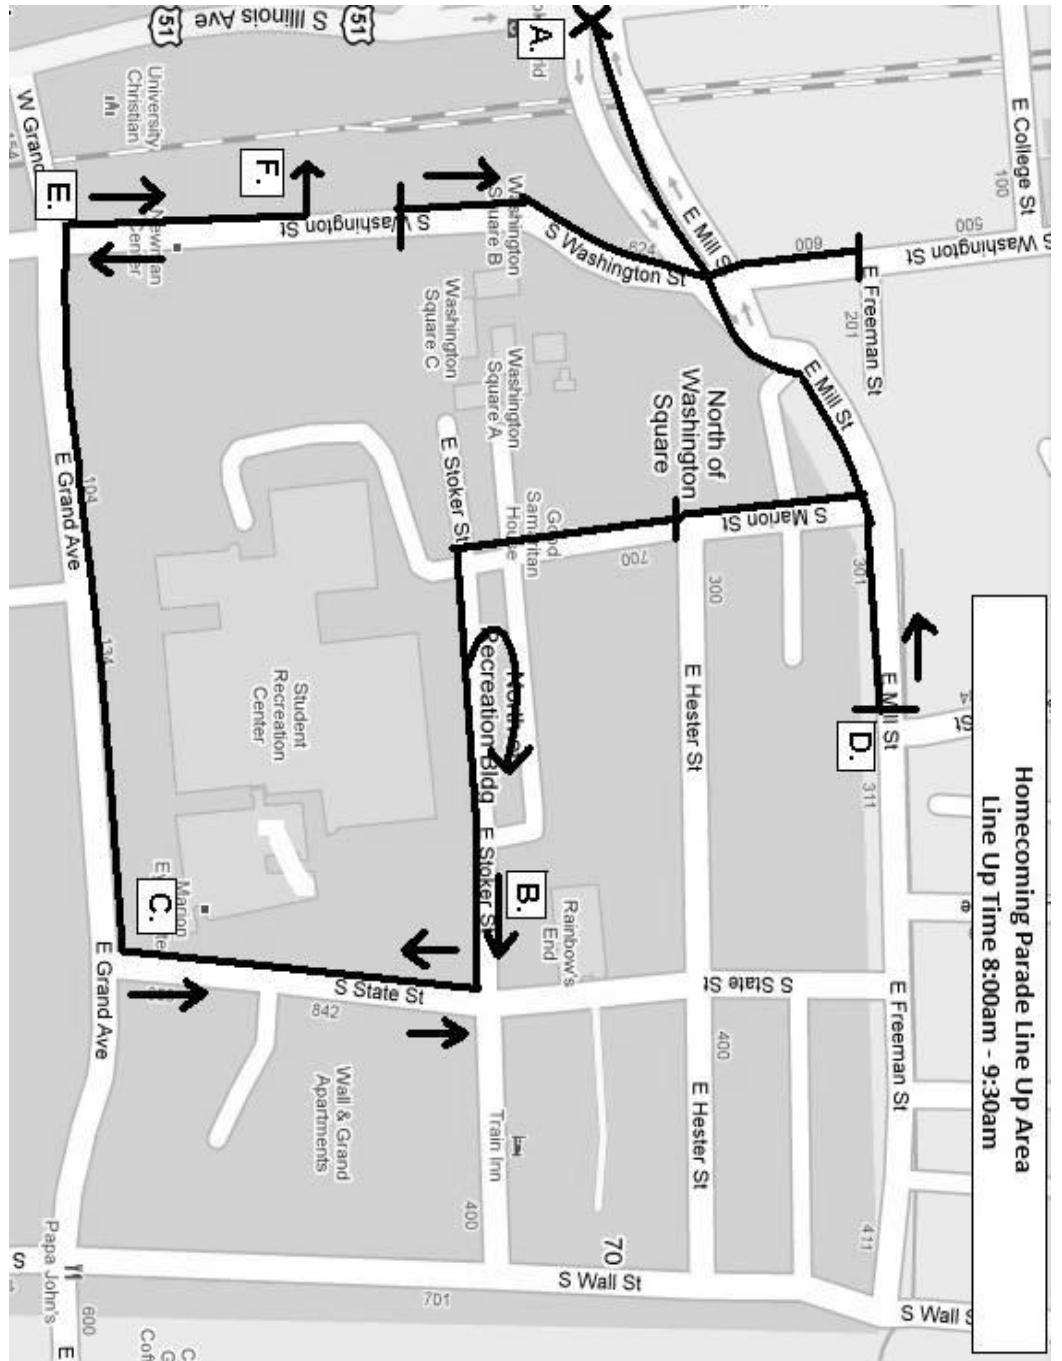 Homecoming Parade Line Up Area
Line Up Time 8:00am - 9:30am
S Illinois Ave
51
51
A.
University
Christian
W Grand
454
E College St
100
E.
F.
S Washington St
S Washington St
Washington
Square B
S Washington St
624
E Mill St
600
500
S Washington St
E Freeman St
201
Newman
Center
Washington
Square C
Washington
Square A
North of
Washington
Square
E Mill St
E Grand Ave
104
E Stoker St
Good
Samaritan
House
700
S Marion St
301
300
134
Student
Recreation
Center
North
Recreation Bldg
E Hester St
E Mill St
D.
311
E Stoker St
B.
C.
Marion
Rainbow's
End
E Grand Ave
S State St
842
S State St
E Freeman St
400
Wall & Grand
Apartments
Train Inn
400
E Hester St
411
70
S Wall St
S Wall S
701
S
Papa John's
600
E